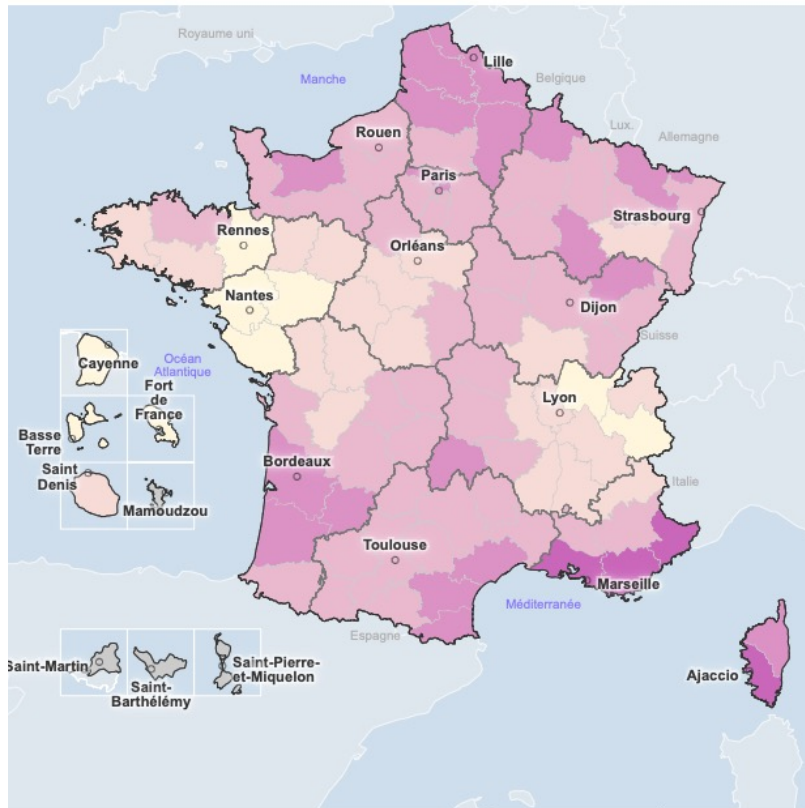 Royaume uni
Lille
Manche
Belgique
Lux.
Rouen
Allemagne
Paris
Strasbourg
Rennes
Orléans
Nantes
Dijon
Suisse
Océan
Atlantique
Cayenne
Fort
de
France
Lyon
Basse
Terre
Saint
Denis
Bordeaux
Italie
Mamoudzou
Toulouse
Marseille
Méditerranée
Espagne
Saint-Martin
Saint-
Barthélémy
Saint-Pierre-
et-Miquelon
Ajaccio